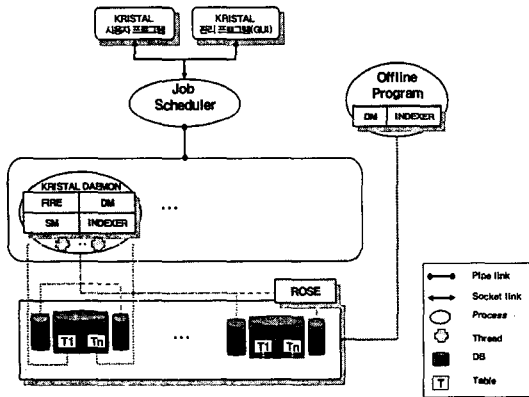 KRISTAL
사용자 프로그램
KRISTAL
관리 프로그램(GUI)
Job
Scheduler
Offline
Program
DM
INDEXER
KRISTAL DAEMON
FIRE
DM
SM
INDEXER
...
...
ROSE
T1
Tn
...
T1
Tn
Pipe link
Socket link
Process
Thread
DB
T
Table